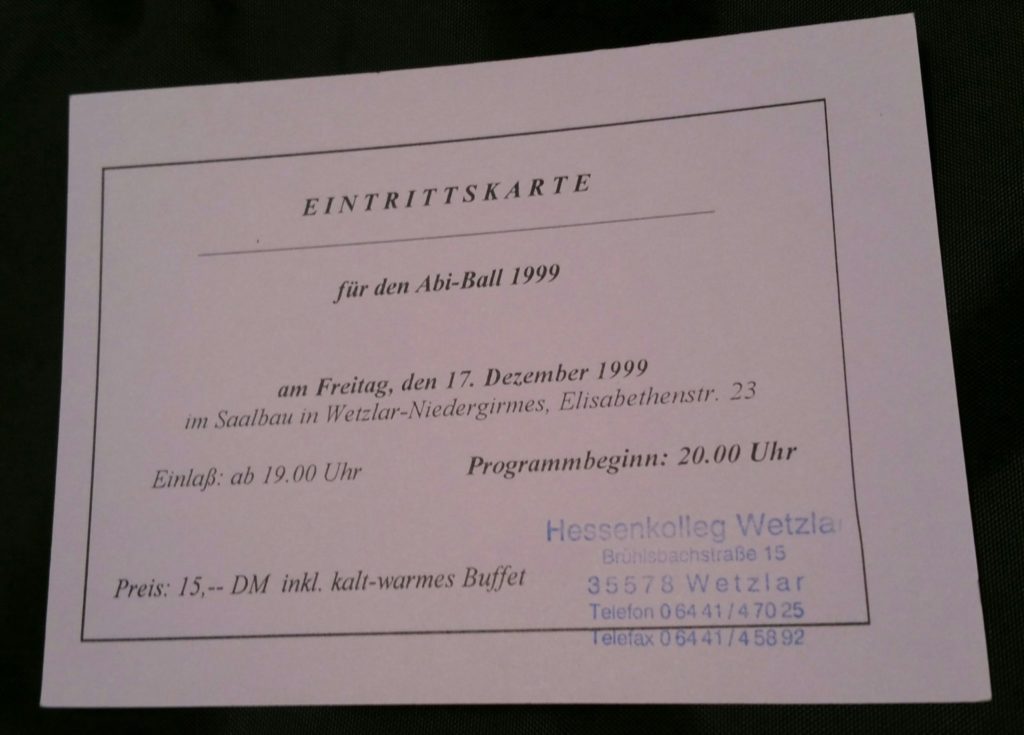 EINTRITTSKARTE
für den Abi-Ball 1999
am Freitag, den 17. Dezember 1999
im Saalbau in Wetzlar-Niedergirmes, Elisabethenstr. 23
Einlaß: ab 19.00 Uhr Programmbeginn: 20.00 Uhr
Preis: 15,-- DM inkl. kalt-warmes Buffet
Hessenkolleg Wetzlar
Brühlsbachstraße 15
35578 Wetzlar
Telefon 0 64 41 / 4 70 25
Telefax 0 64 41 / 4 58 92